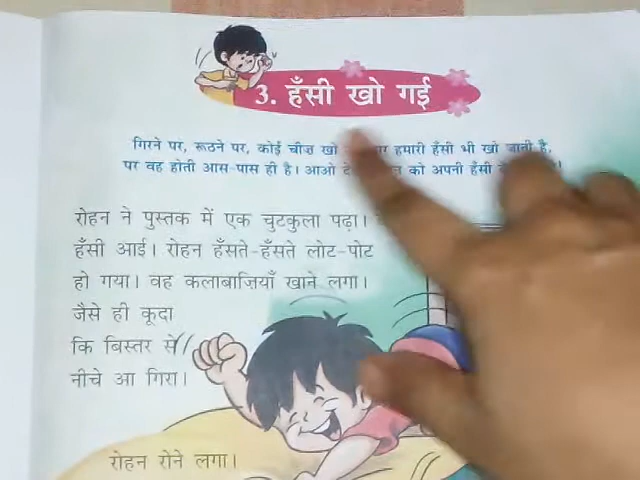 3. हँसी खो गई
गिरने पर, रूठने पर, कोई चीज़ खो पर हमारी हँसी भी खो जाती है,
पर वह होती आस-पास ही है। आओ को अपनी हँसी
रोहन ने पुस्तक में एक चुटकुला पढ़ा।
हँसी आई। रोहन हँसते-हँसते लोट-पोट
हो गया। वह कलाबाजियाँ खाने लगा।
जैसे ही कूदा
कि बिस्तर से
नीचे आ गिरा।
रोहन रोने लगा।